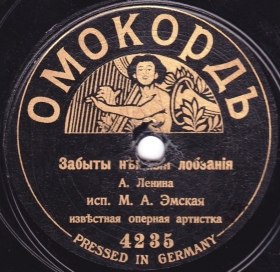 ОМОКОРДЪ
Забыты лобзанія
А. Ленина
исп. М. А. Эмская
извѣстная оперная артистка
4235
PRESSED IN GERMANY